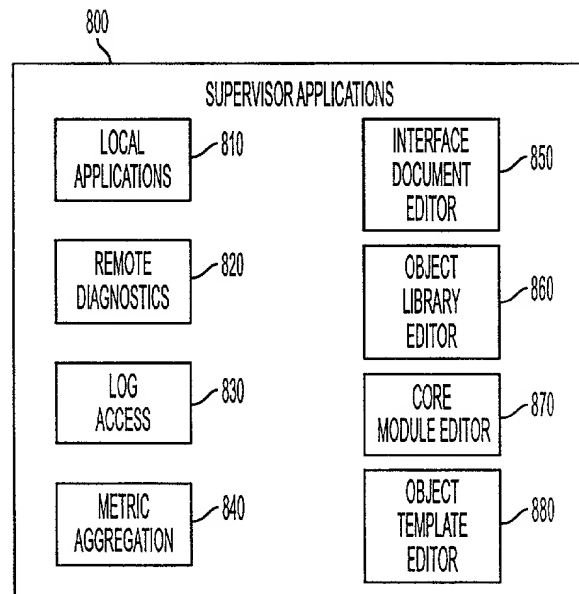 800
SUPERVISOR APPLICATIONS
LOCAL
APPLICATIONS
810
REMOTE
DIAGNOSTICS
820
LOG
ACCESS
830
METRIC
AGGREGATION
840
INTERFACE
DOCUMENT
EDITOR
850
OBJECT
LIBRARY
EDITOR
860
CORE
MODULE EDITOR
870
OBJECT
TEMPLATE
EDITOR
880